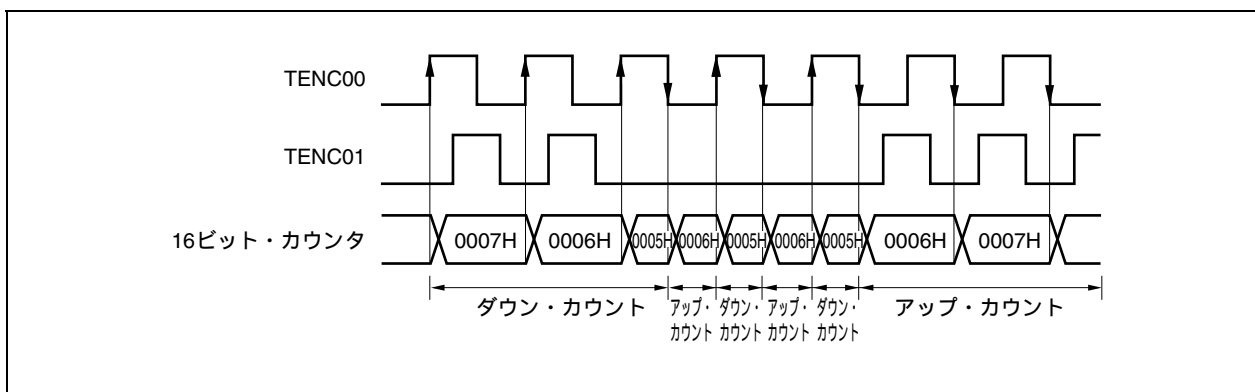 TENC00
TENC01
16ビット・カウンタ
0007H
0006H
0005H
0006H
0005H
0006H
0005H
0006H
0007H
ダウン・カウント
アップ・
カウント
ダウン・
カウント
アップ・
カウント
ダウン・
カウント
アップ・カウント